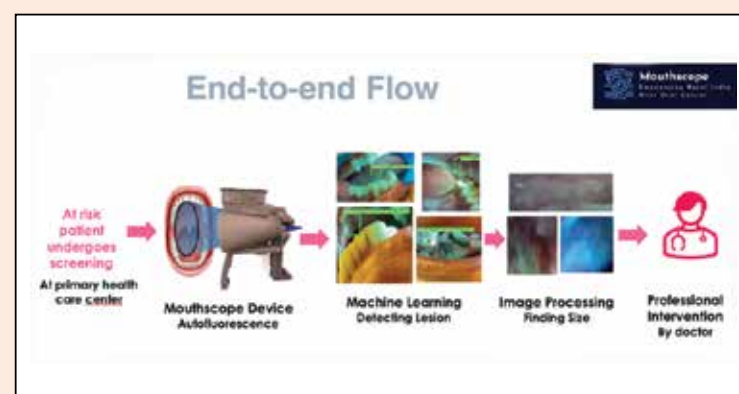 End-to-end Flow
Mouthscope
At risk
patient
undergoes
screening
At primary health
care center
Mouthscope Device
Autofluorescence
Machine Learning
Detecting Lesion
Image Processing
Finding Size
Professional
Intervention
By doctor